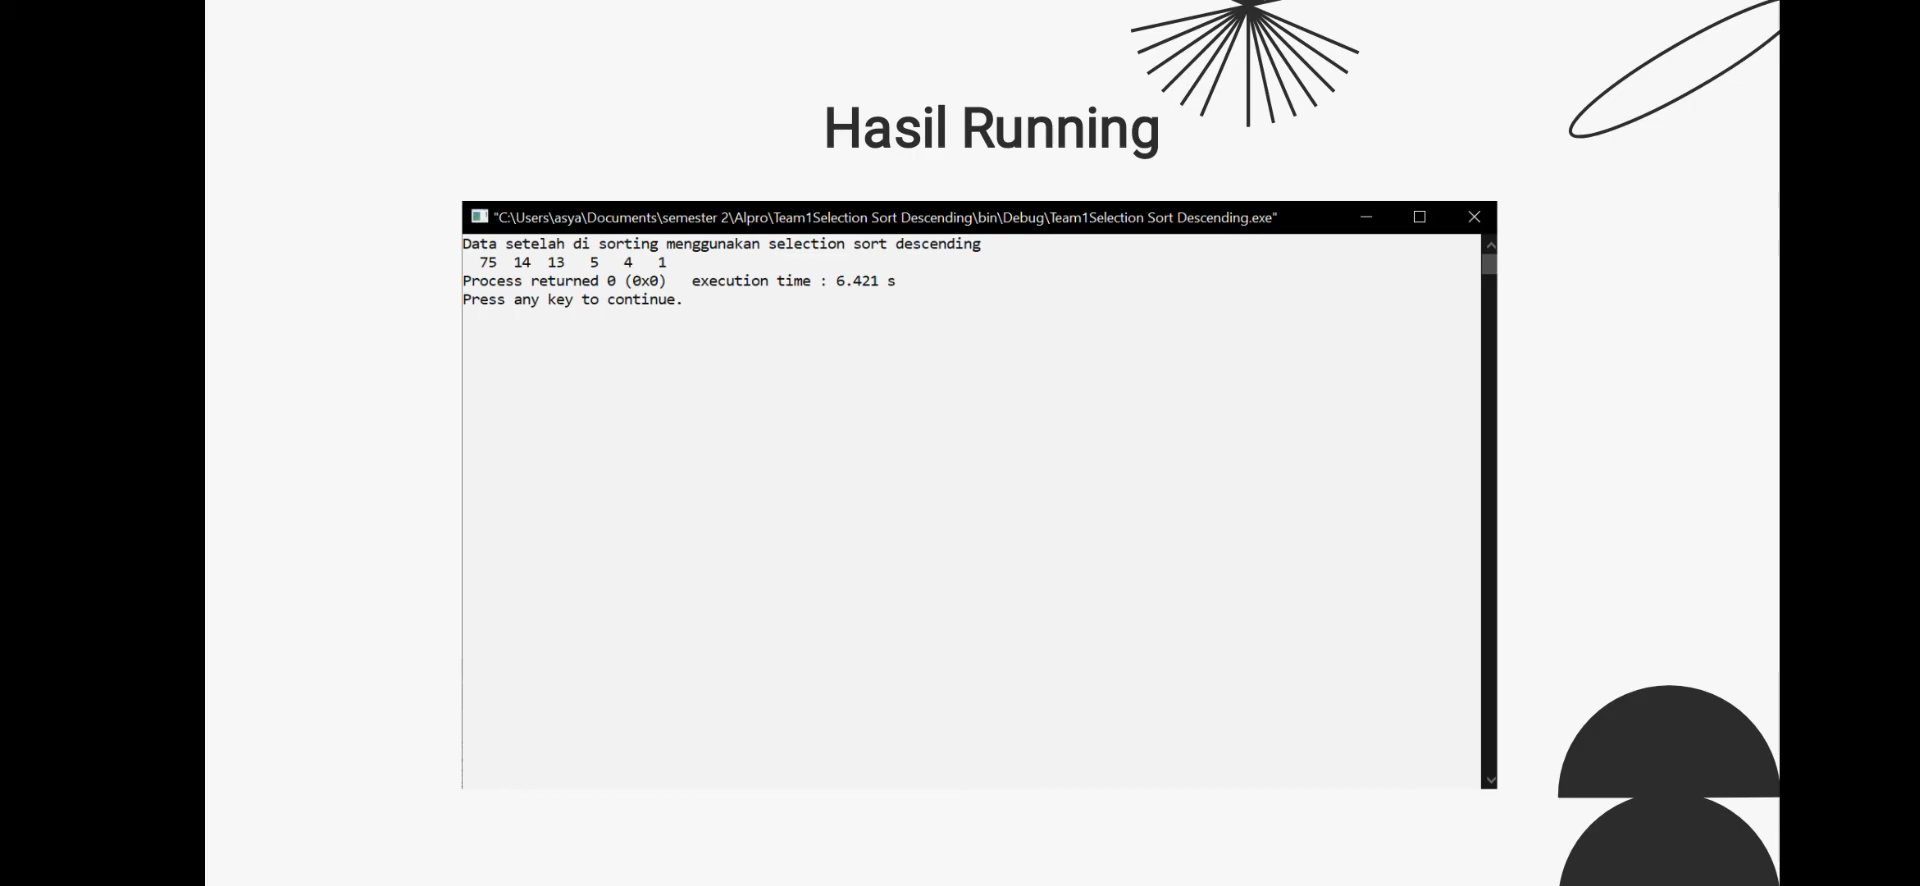 Hasil Running
"C:\Users\asya\Documents\semester 2\Alpro\Team1Selection Sort Descending\bin\Debug\Team1Selection Sort Descending.exe"
Data setelah di sorting menggunakan selection sort descending
75 14 13 5 4 1
Process returned 0 (0x0) execution time : 6.421 s
Press any key to continue.